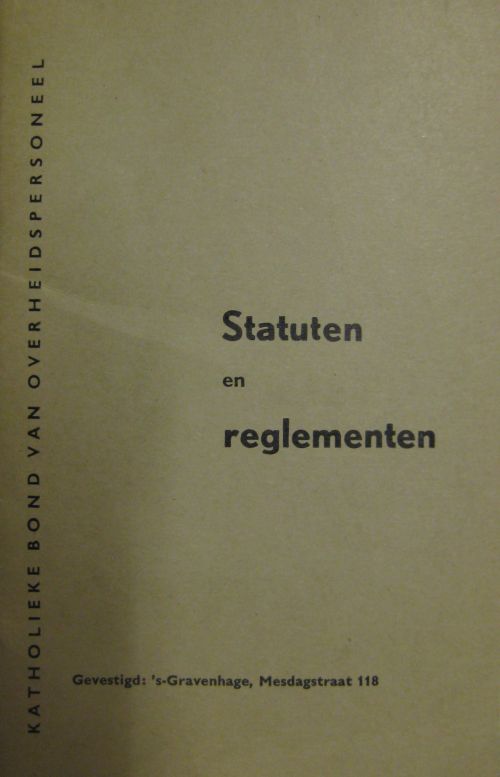 KATHOLIEKE BOND VAN OVERHEIDSPERSONEEL
Statuten
en
reglementen
Gevestigd: 's-Gravenhage, Mesdagstraat 118